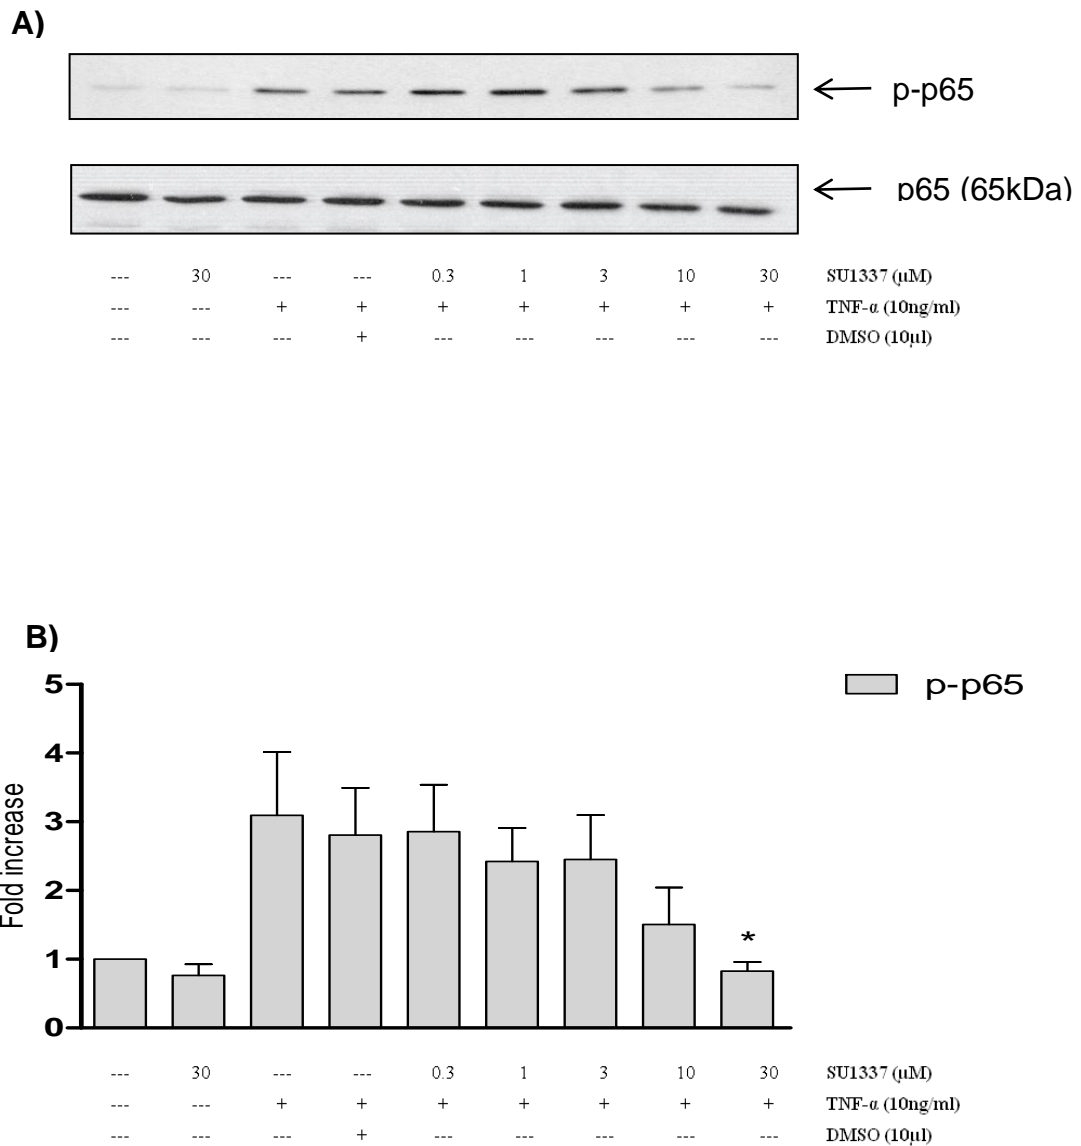 A)
p-p65
p65 (65kDa)
--- 30 --- --- 0.3 1 3 10 30 SU1337 (µM)
--- --- + + + + + + + TNF-α (10ng/ml)
--- --- --- + --- --- --- --- --- DMSO (10µl)
B)
p-p65
5
4
3
2
1
0
Fold increase
*
--- 30 --- --- 0.3 1 3 10 30 SU1337 (µM)
--- --- + + + + + + + TNF-α (10ng/ml)
--- --- --- + --- --- --- --- --- DMSO (10µl)